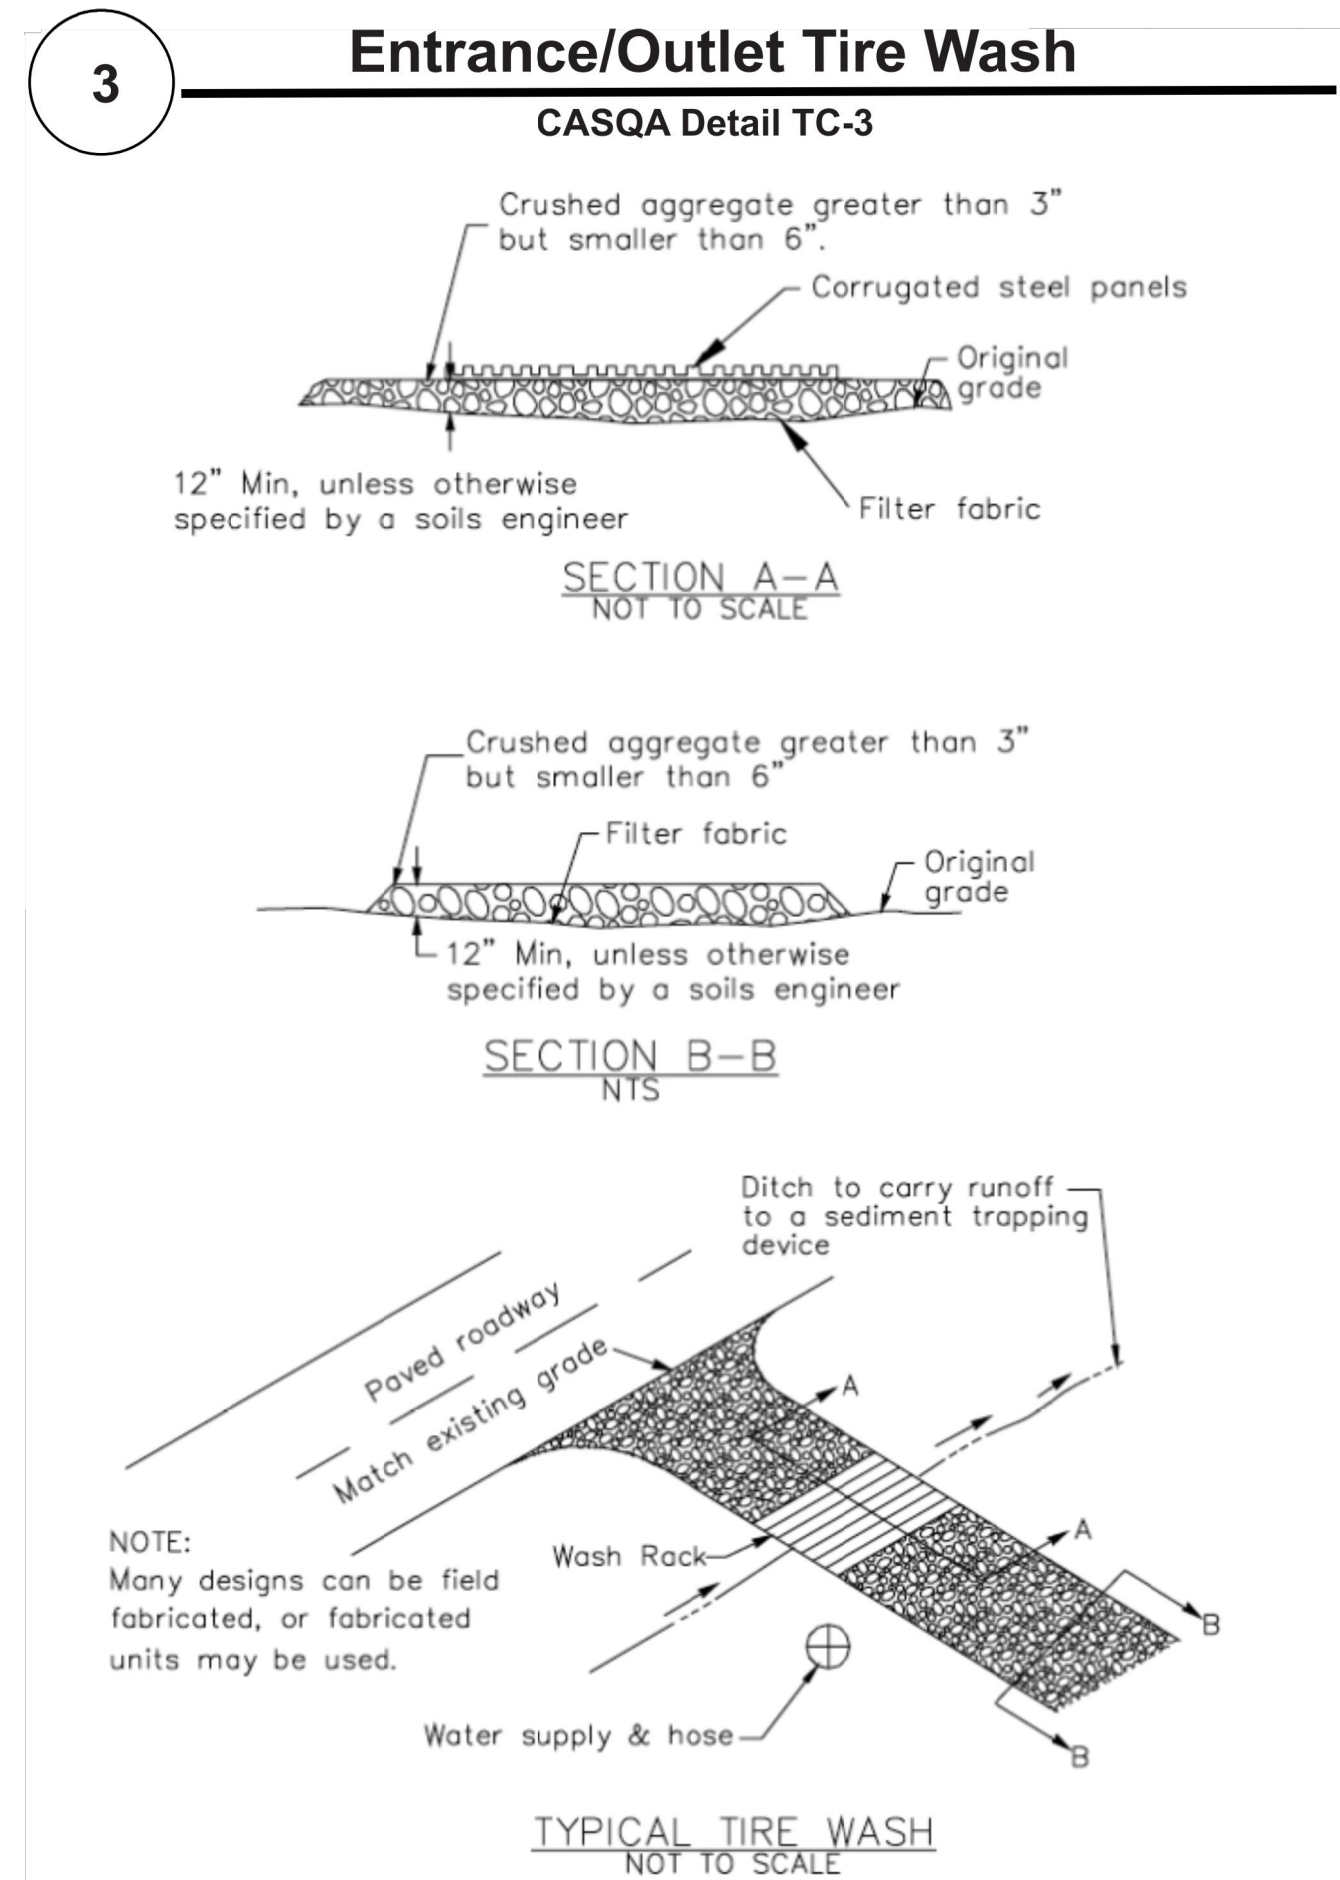 3
Entrance/Outlet Tire Wash
CASQA Detail TC-3
Crushed aggregate greater than 3"
but smaller than 6".
Corrugated steel panels
Original
grade
12" Min, unless otherwise
specified by a soils engineer
Filter fabric
SECTION A-A
NOT TO SCALE
Crushed aggregate greater than 3"
but smaller than 6"
Filter fabric
Original
grade
12" Min, unless otherwise
specified by a soils engineer
SECTION B-B
NTS
Ditch to carry runoff
to a sediment trapping
device
Paved roadway
Match existing grade
A
A
NOTE:
Many designs can be field
fabricated, or fabricated
units may be used.
Wash Rack
B
Water supply & hose
B
TYPICAL TIRE WASH
NOT TO SCALE